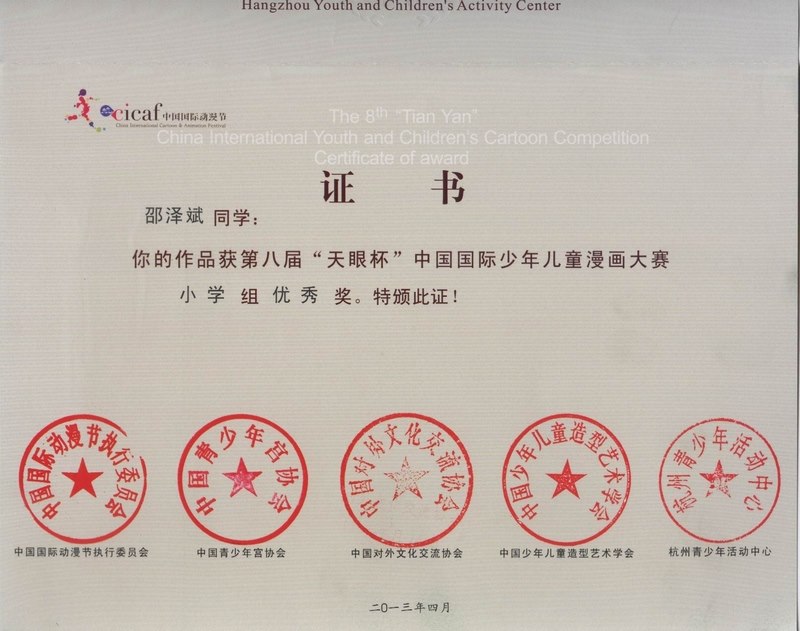 Hangzhou Youth and Children's Activity Center
cicaf 中国国际动漫节
China International Cartoon & Animation Festival
The 8th "Tian Yan"
China International Youth and Children's Cartoon Competition
Certificate of award
证 书
邵泽斌 同学：
你的作品获第八届“天眼杯”中国国际少年儿童漫画大赛
小学 组 优秀 奖。特颁此证！
中国国际动漫节执行委员会
中国青少年宫协会
中国对外文化交流协会
中国少年儿童造型艺术学会
杭州青少年活动中心
中国国际动漫节执行委员会
中国青少年宫协会
中国对外文化交流协会
中国少年儿童造型艺术学会
杭州青少年活动中心
二〇一三年四月